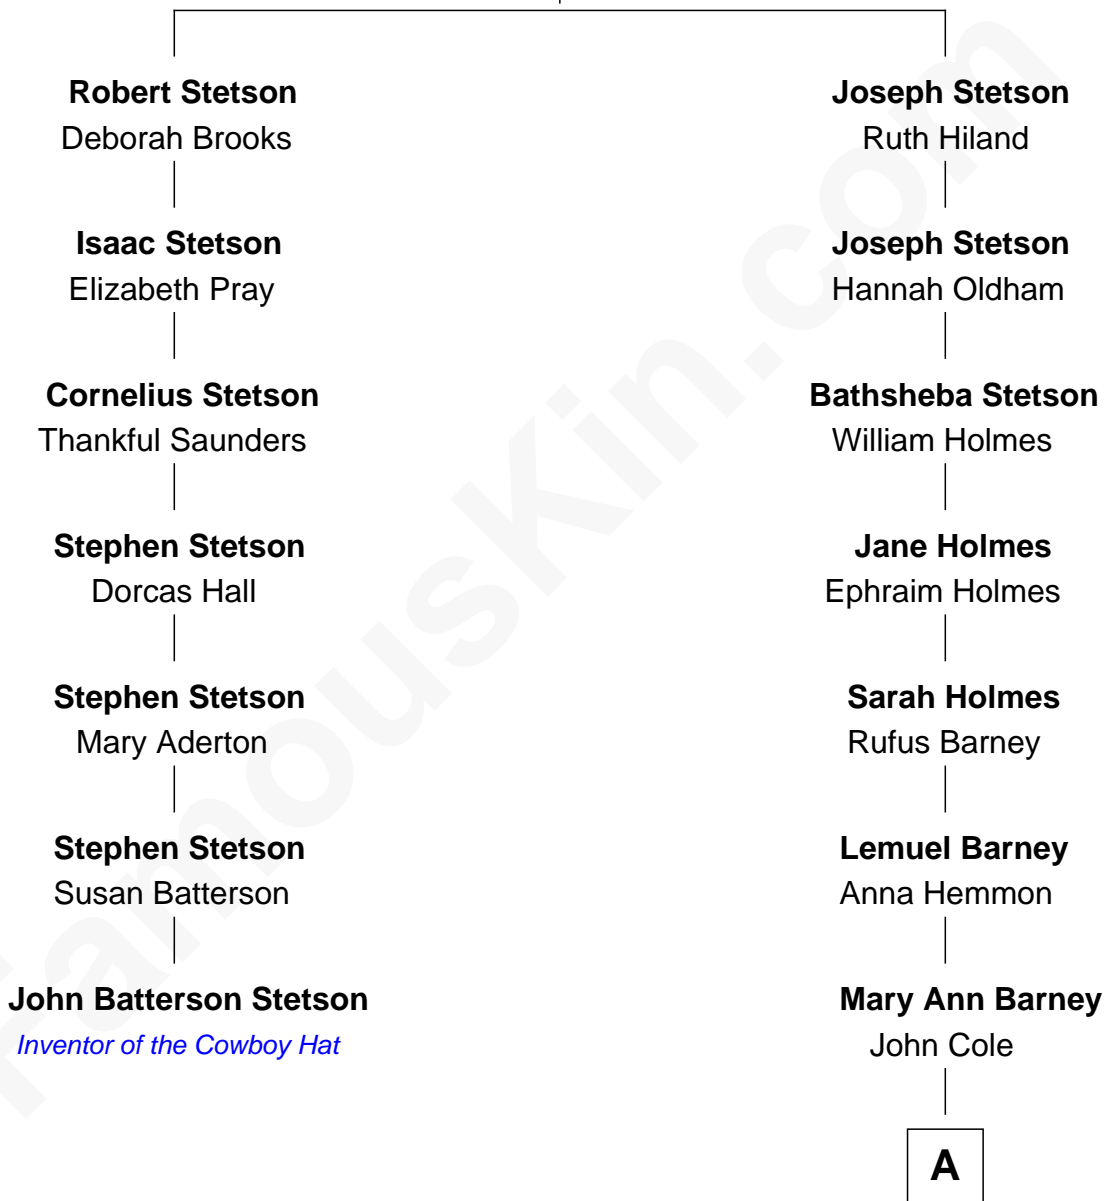 Robert Stetson
Deborah Brooks
Isaac Stetson
Elizabeth Pray
Cornelius Stetson
Thankful Saunders
Stephen Stetson
Dorcas Hall
Stephen Stetson
Mary Aderton
Stephen Stetson
Susan Batterson
John Batterson Stetson
Inventor of the Cowboy Hat
Joseph Stetson
Ruth Hiland
Joseph Stetson
Hannah Oldham
Bathsheba Stetson
William Holmes
Jane Holmes
Ephraim Holmes
Sarah Holmes
Rufus Barney
Lemuel Barney
Anna Hemmon
Mary Ann Barney
John Cole
A
FamousKin.com